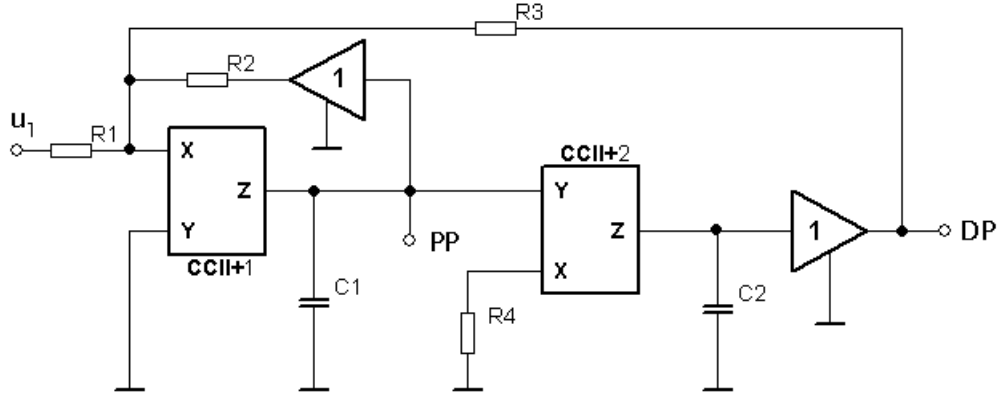 R3
R2
1
u1
R1
X
Z
Y
CCII+1
PP
C1
CCII+2
Y
Z
X
R4
1
DP
C2